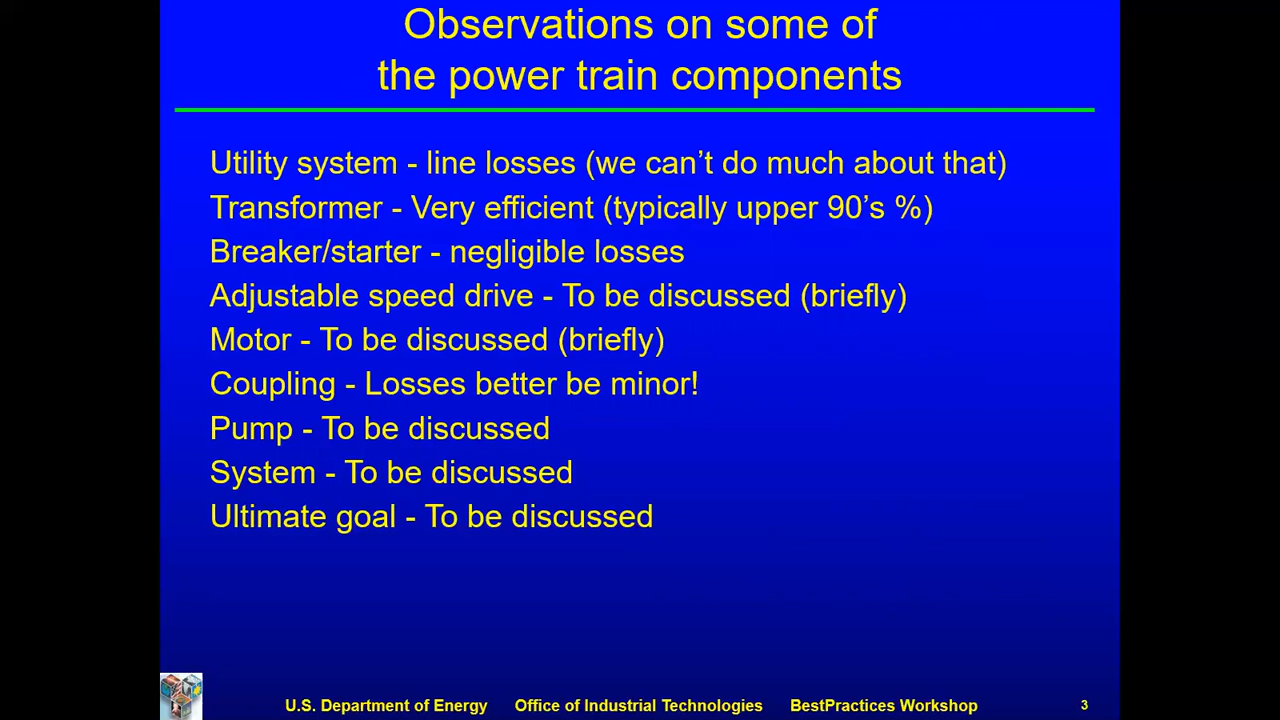 Observations on some of
the power train components
Utility system - line losses (we can’t do much about that)
Transformer - Very efficient (typically upper 90’s %)
Breaker/starter - negligible losses
Adjustable speed drive - To be discussed (briefly)
Motor - To be discussed (briefly)
Coupling - Losses better be minor!
Pump - To be discussed
System - To be discussed
Ultimate goal - To be discussed
U.S. Department of Energy Office of Industrial Technologies BestPractices Workshop 3